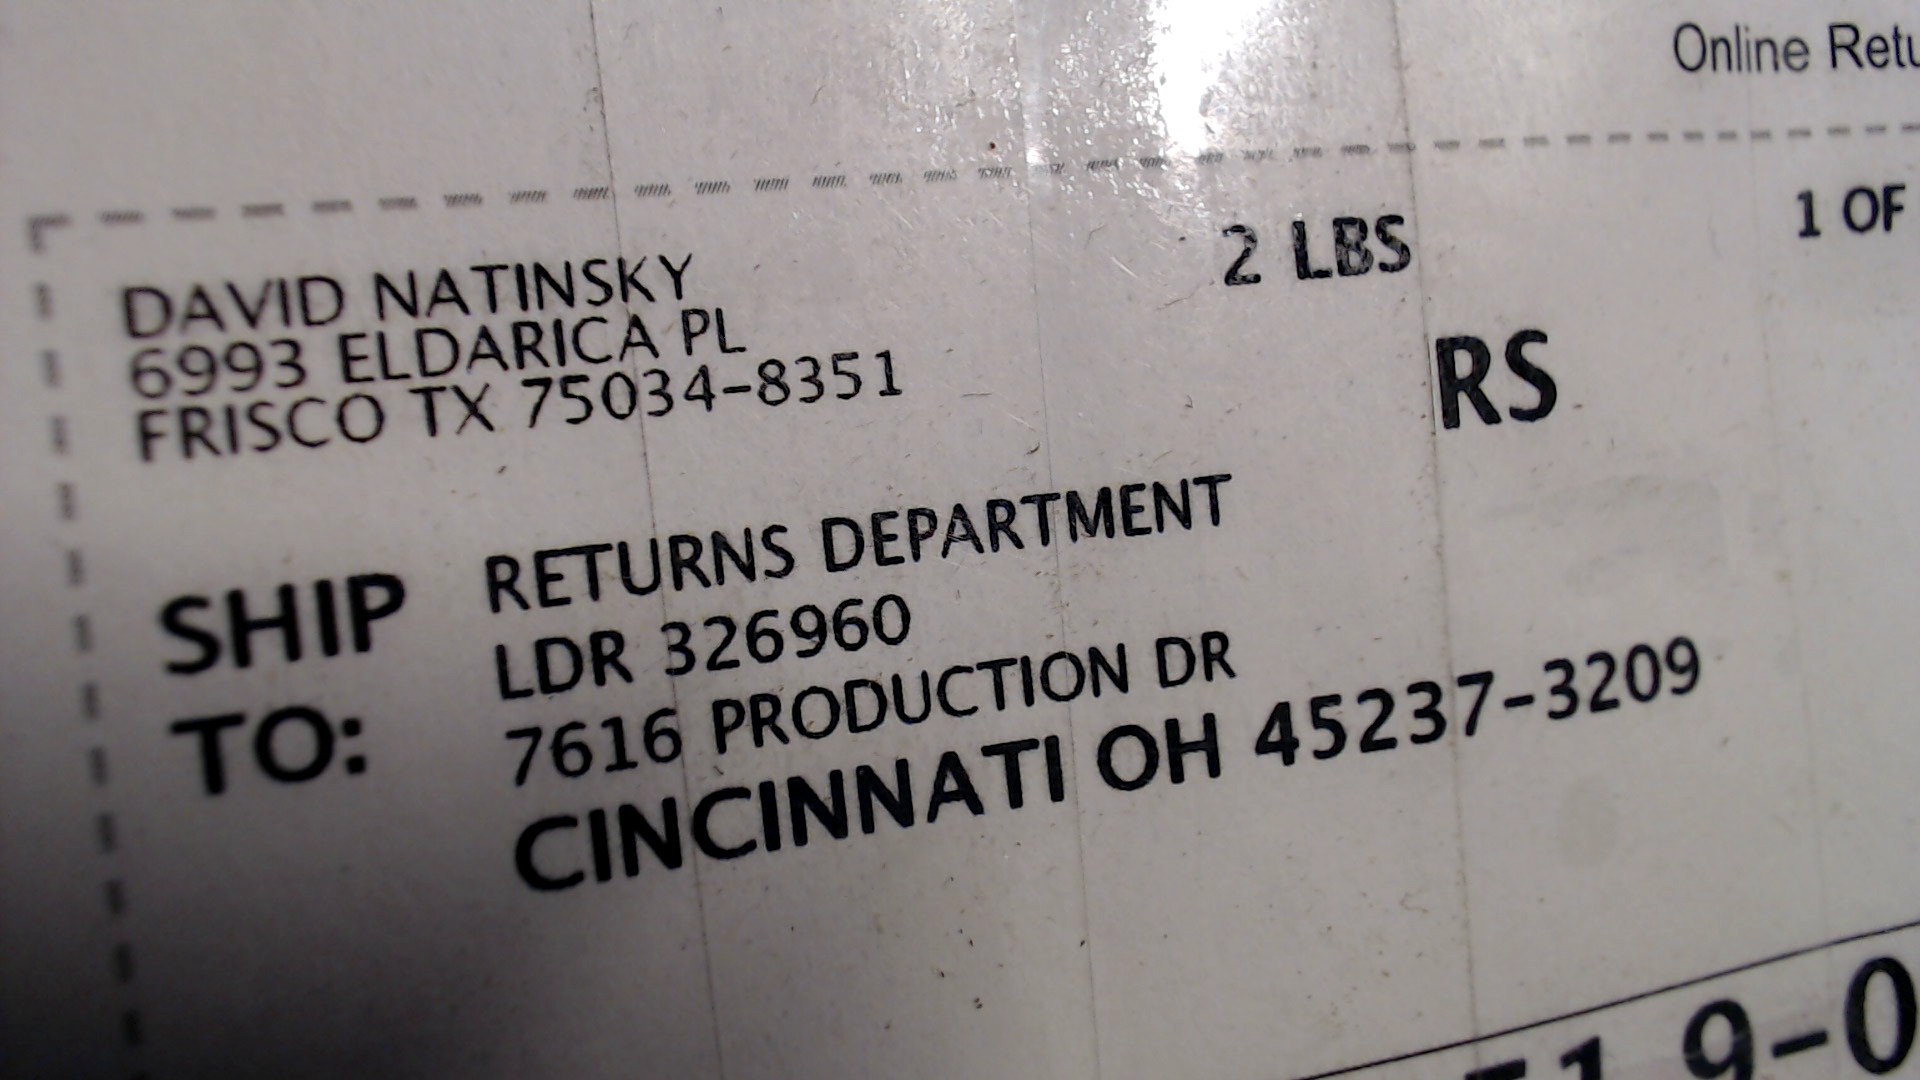 Online Retu
DAVID NATINSKY
6993 ELDARICA PL
FRISCO TX 75034-8351
2 LBS
1 OF
RS
SHIP
TO:
RETURNS DEPARTMENT
LDR 326960
7616 PRODUCTION DR
CINCINNATI OH 45237-3209